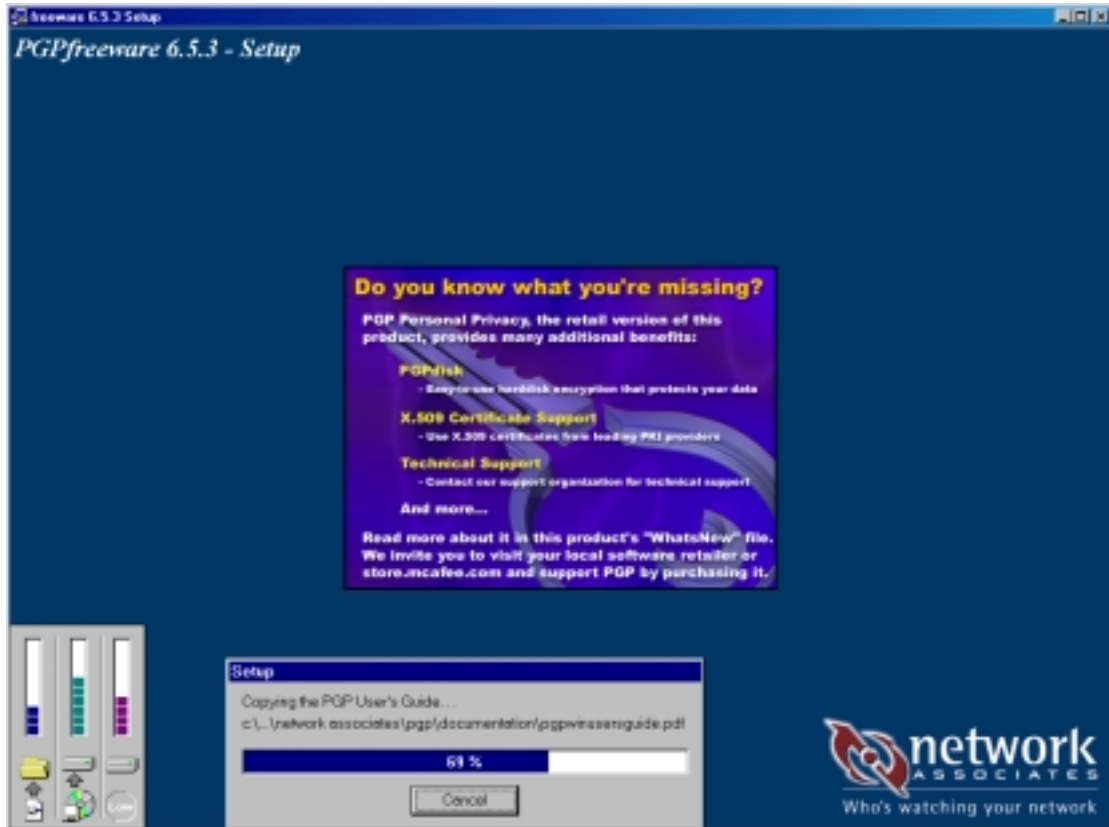 freeware 6.5.3 Setup
PGPfreeware 6.5.3 - Setup
Do you know what you're missing?
PGP Personal Privacy, the retail version of this
product, provides many additional benefits:
PGPdisk
- Easy-to-use harddisk encryption that protects your data
X.509 Certificate Support
- Use X.509 certificates from leading PKI providers
Technical Support
- Contact our support organization for technical support
And more...
Read more about it in this product's "WhatsNew" file.
We invite you to visit your local software retailer or
store.mcafee.com and support PGP by purchasing it.
Setup
Copying the PGP User's Guide...
c:\...\network associates\pgp\documentation\pgpwinusersguide.pdf
69 %
Cancel
Low
network
ASSOCIATES
Who's watching your network